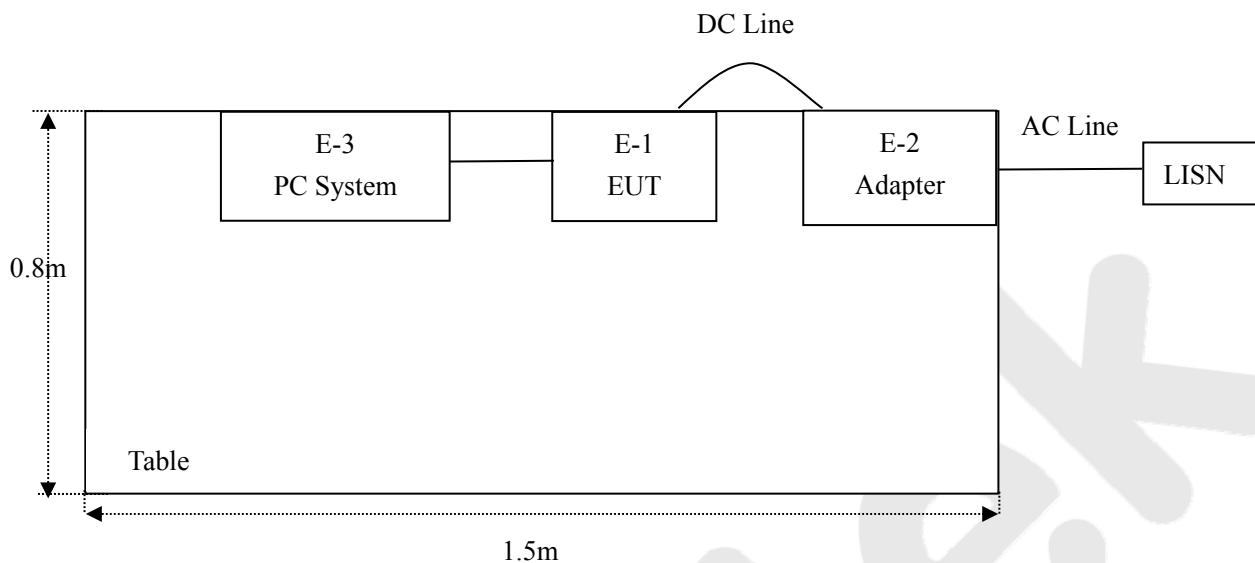 DC Line
AC Line
E-3
PC System
E-1
EUT
E-2
Adapter
LISN
0.8m
Table
1.5m